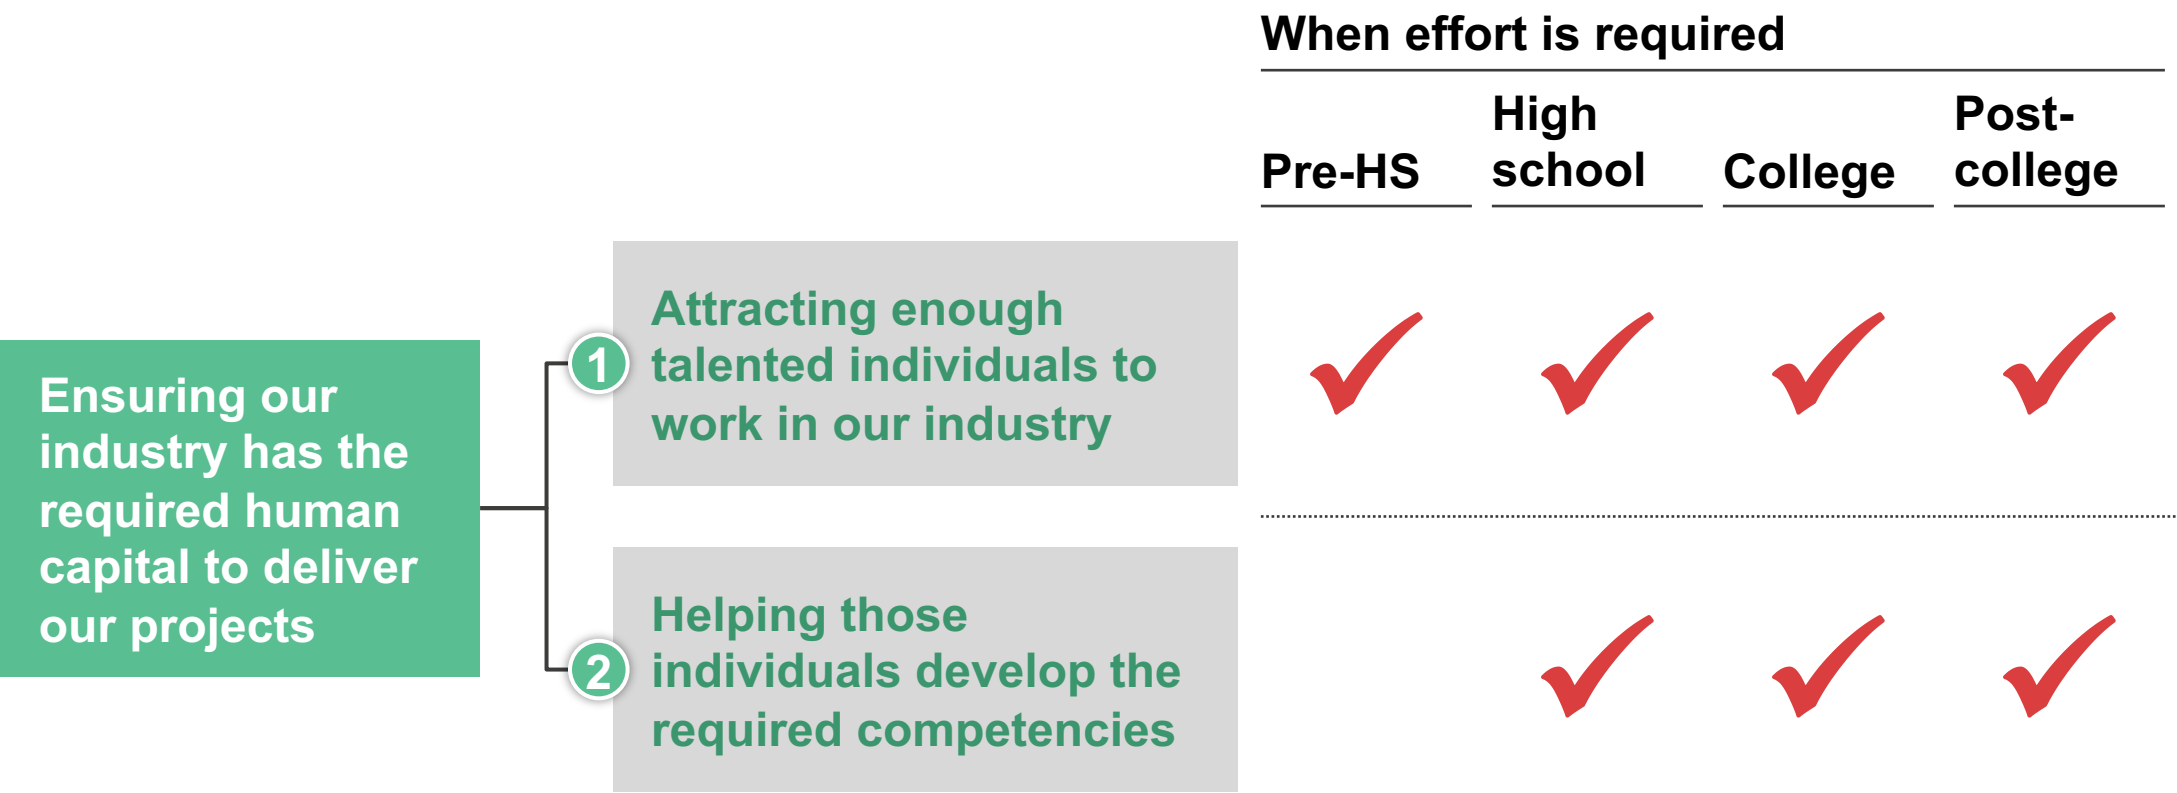 When effort is required
Pre-HS
High
school
College
Post-
college
Ensuring our
industry has the
required human
capital to deliver
our projects
1
Attracting enough
talented individuals to
work in our industry
2
Helping those
individuals develop the
required competencies